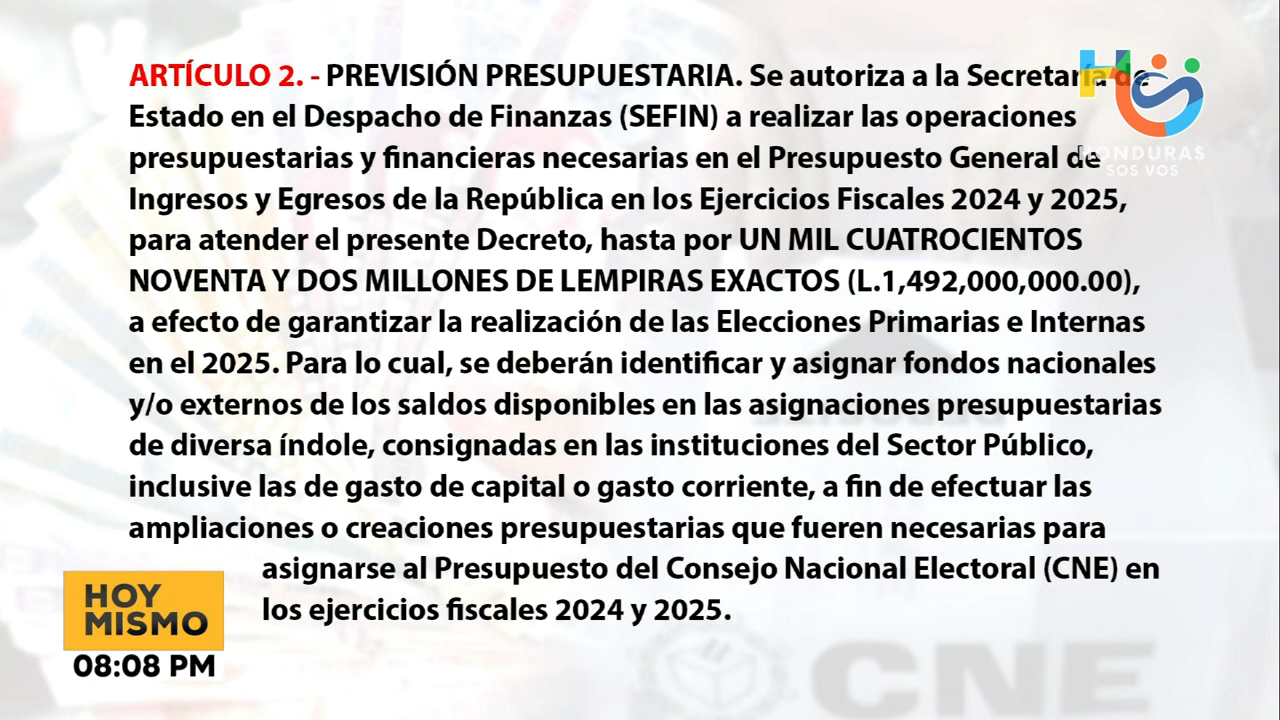 ARTÍCULO 2. - PREVISIÓN PRESUPUESTARIA. Se autoriza a la Secretaría de
Estado en el Despacho de Finanzas (SEFIN) a realizar las operaciones
presupuestarias y financieras necesarias en el Presupuesto General de
Ingresos y Egresos de la República en los Ejercicios Fiscales 2024 y 2025,
para atender el presente Decreto, hasta por UN MIL CUATROCIENTOS
NOVENTA Y DOS MILLONES DE LEMPIRAS EXACTOS (L.1,492,000,000.00),
a efecto de garantizar la realización de las Elecciones Primarias e Internas
en el 2025. Para lo cual, se deberán identificar y asignar fondos nacionales
y/o externos de los saldos disponibles en las asignaciones presupuestarias
de diversa índole, consignadas en las instituciones del Sector Público,
inclusive las de gasto de capital o gasto corriente, a fin de efectuar las
ampliaciones o creaciones presupuestarias que fueren necesarias para
asignarse al Presupuesto del Consejo Nacional Electoral (CNE) en
los ejercicios fiscales 2024 y 2025.
HONDURAS
SOS VOS
HOY
MISMO
08:08 PM
CNE